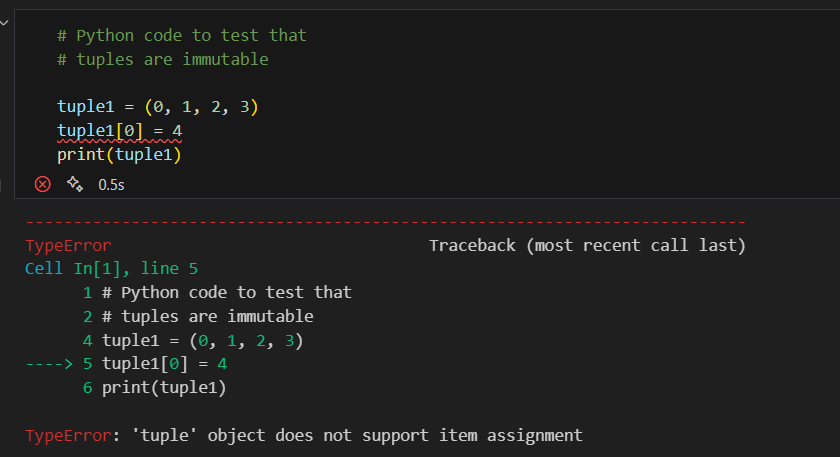 # Python code to test that
# tuples are immutable
tuple1 = (0, 1, 2, 3)
tuple1[0] = 4
print(tuple1)
0.5s
---------------------------------------------------------------------------
TypeError                                 Traceback (most recent call last)
Cell In[1], line 5
      1 # Python code to test that
      2 # tuples are immutable
      4 tuple1 = (0, 1, 2, 3)
----> 5 tuple1[0] = 4
      6 print(tuple1)
TypeError: 'tuple' object does not support item assignment